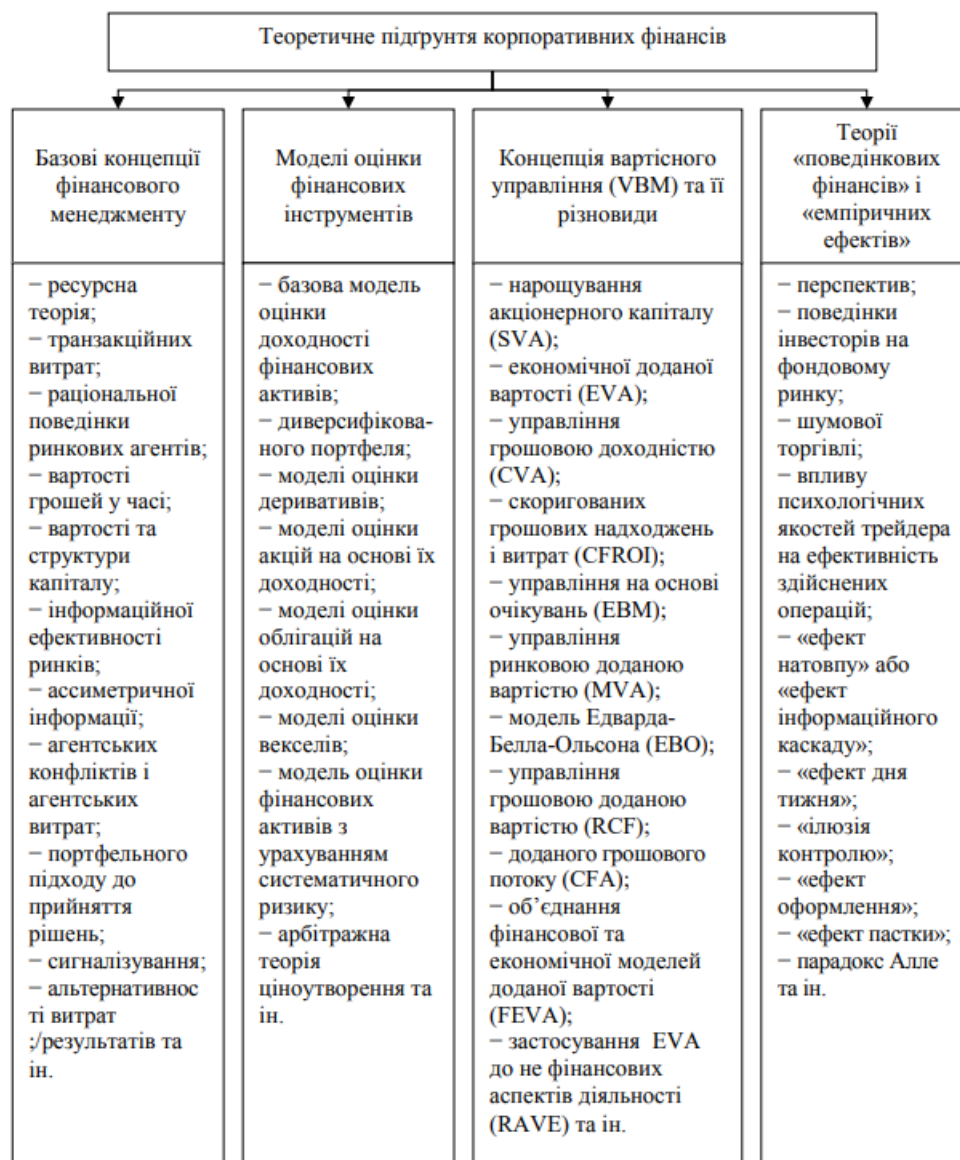 Теоретичне підґрунтя корпоративних фінансів
Базові концепції
фінансового
менеджменту
− ресурсна
теорія;
− транзакційних
витрат;
− раціональної
поведінки
ринкових агентів;
− вартості
грошей у часі;
− вартості та
структури
капіталу;
− інформаційної
ефективності
ринків;
− ассиметричної
інформації;
− агентських
конфліктів і
агентських
витрат;
− портфельного
підходу до
прийняття
рішень;
− сигналізування;
− альтернативнос
ті витрат
;/результатів та
ін.
Моделі оцінки
фінансових
інструментів
− базова модель
оцінки
доходності
фінансових
активів;
− диверсифікова-
ного портфеля;
− моделі оцінки
деривативів;
− моделі оцінки
акцій на основі їх
доходності;
− моделі оцінки
облігацій на
основі їх
доходності;
− моделі оцінки
векселів;
− модель оцінки
фінансових
активів з
урахуванням
систематичного
ризику;
− арбітражна
теорія
ціноутворення та
ін.
Концепція вартісного
управління (VBM) та її
різновиди
− нарощування
акціонерного капіталу
(SVA);
− економічної доданої
вартості (EVA);
− управління
грошовою доходністю
(CVA);
− скоригованих
грошових надходжень
і витрат (CFROI);
− управління на основі
очікувань (EBM);
− управління
ринковою доданою
вартістю (MVA);
− модель Едварда-
Белла-Ольсона (EBO);
− управління
грошовою доданою
вартістю (RCF);
− доданого грошового
потоку (CFA);
− об’єднання
фінансової та
економічної моделей
доданої вартості
(FEVA);
− застосування EVA
до не фінансових
аспектів діяльності
(RAVE) та ін.
Теорії
«поведінкових
фінансів» і
«емпіричних
ефектів»
− перспектив;
− поведінки
інвесторів на
фондовому
ринку;
− шумової
торгівлі;
− впливу
психологічних
якостей трейдера
на ефективність
здійснених
операцій;
− «ефект
натовпу» або
«ефект
інформаційного
каскаду»;
− «ефект дня
тижня»;
− «ілюзія
контролю»;
− «ефект
оформлення»;
− «ефект пастки»;
− парадокс Алле
та ін.